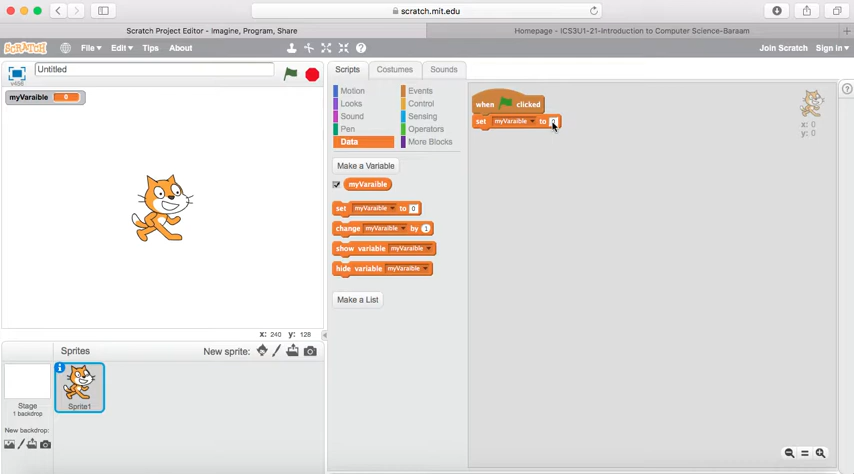 scratch.mit.edu
Scratch Project Editor - Imagine, Program, Share
Homepage - ICS3U1-21-Introduction to Computer Science-Baraam
SCRATCH
File
Edit
Tips
About
Join Scratch
Sign in
Untitled
v456
Scripts
Costumes
Sounds
myVaraible 0
Motion
Events
Looks
Control
Sound
Sensing
Pen
Operators
Data
More Blocks
Make a Variable
myVaraible
set myVaraible to 0
change myVaraible by 1
show variable myVaraible
hide variable myVaraible
Make a List
when clicked
set myVaraible to 0
x: 0
y: 0
x: 240 y: 128
Sprites
New sprite:
Stage
1 backdrop
New backdrop:
Sprite1